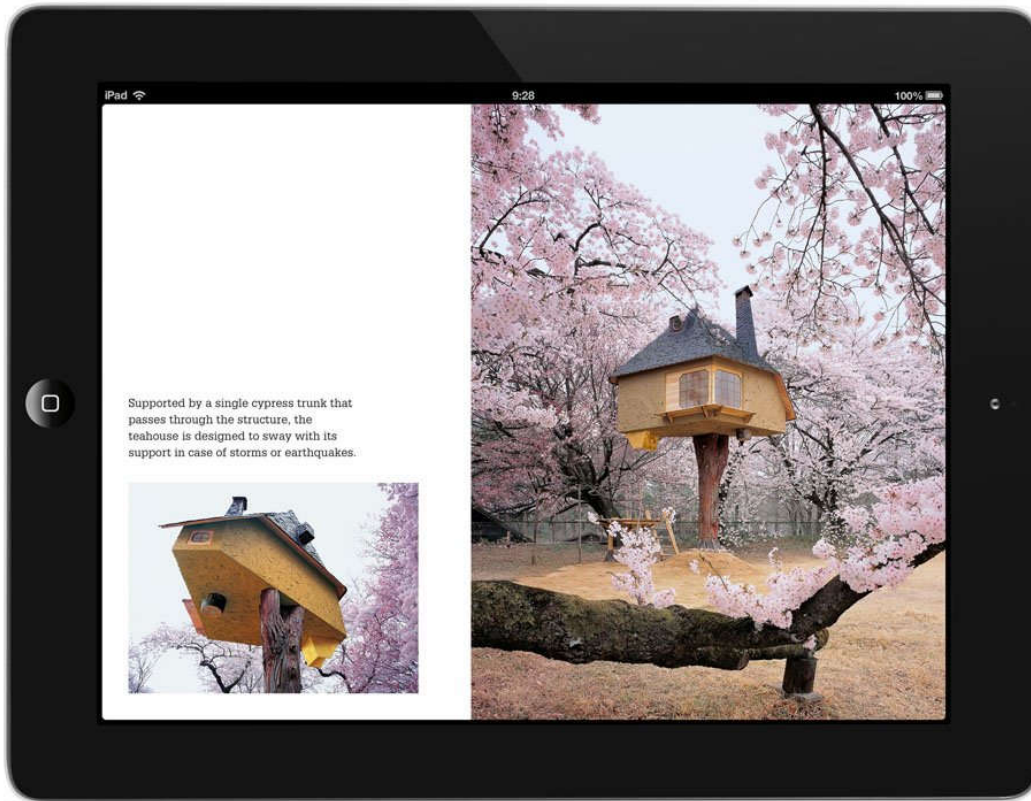 iPad
9:28
100%
Supported by a single cypress trunk that
passes through the structure, the
teahouse is designed to sway with its
support in case of storms or earthquakes.